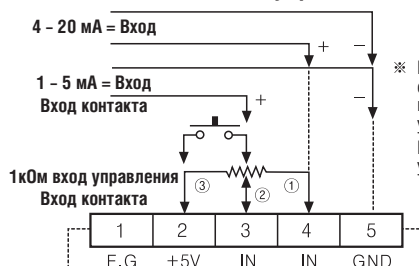 4 – 20 мА = Вход
+
–
1 – 5 мА = Вход
+
–
※
Вход контакта
1кОм вход управления
③ ② ①
Вход контакта
1 2 3 4 5
E.G +5V IN IN GND